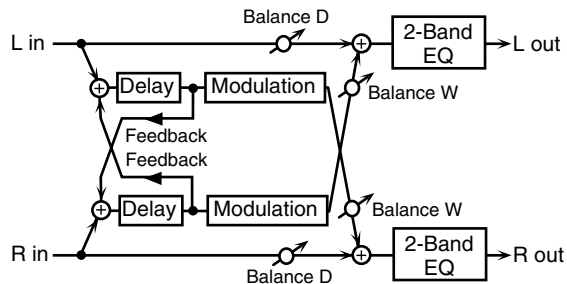 Balance D
L in
2-Band
EQ
L out
Delay
Modulation
Balance W
Feedback
Feedback
Delay
Modulation
Balance W
R in
2-Band
EQ
R out
Balance D